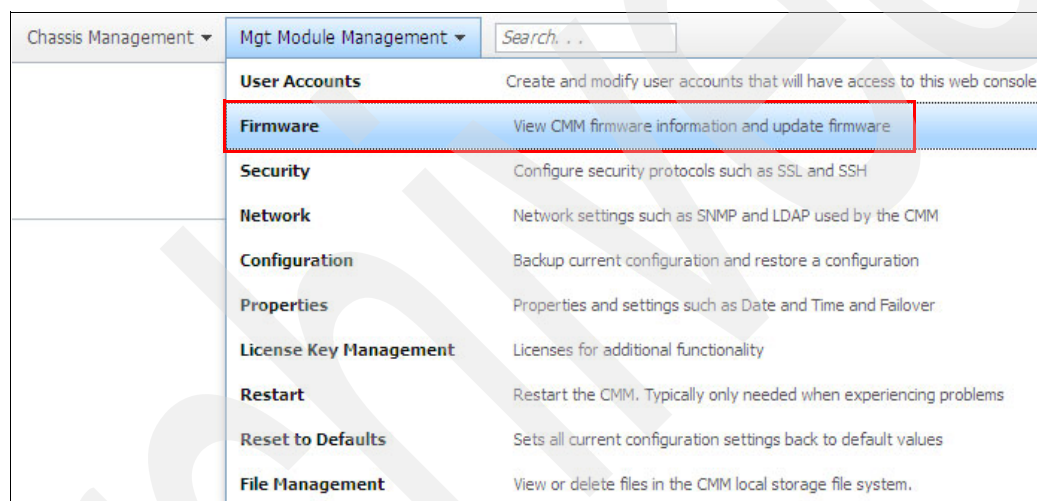 Chassis Management ▾ Mgt Module Management ▾ Search. . .
User Accounts Create and modify user accounts that will have access to this web console
Firmware View CMM firmware information and update firmware
Security Configure security protocols such as SSL and SSH
Network Network settings such as SNMP and LDAP used by the CMM
Configuration Backup current configuration and restore a configuration
Properties Properties and settings such as Date and Time and Failover
License Key Management Licenses for additional functionality
Restart Restart the CMM. Typically only needed when experiencing problems
Reset to Defaults Sets all current configuration settings back to default values
File Management View or delete files in the CMM local storage file system.